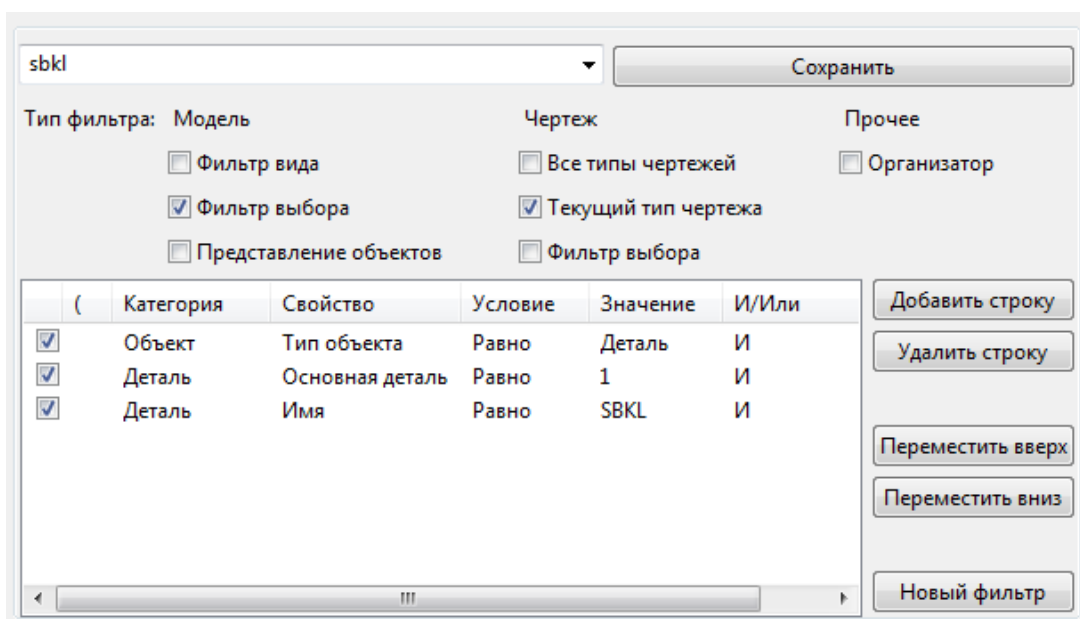 sbkl Сохранить
Тип фильтра: Модель Чертеж Прочее
Фильтр вида Все типы чертежей Организатор
Фильтр выбора Текущий тип чертежа
Представление объектов Фильтр выбора
( Категория Свойство Условие Значение И/Или Добавить строку
Объект Тип объекта Равно Деталь И
Удалить строку
Деталь Основная деталь Равно 1 И
Деталь Имя Равно SBKL И
Переместить вверх
Переместить вниз
Новый фильтр